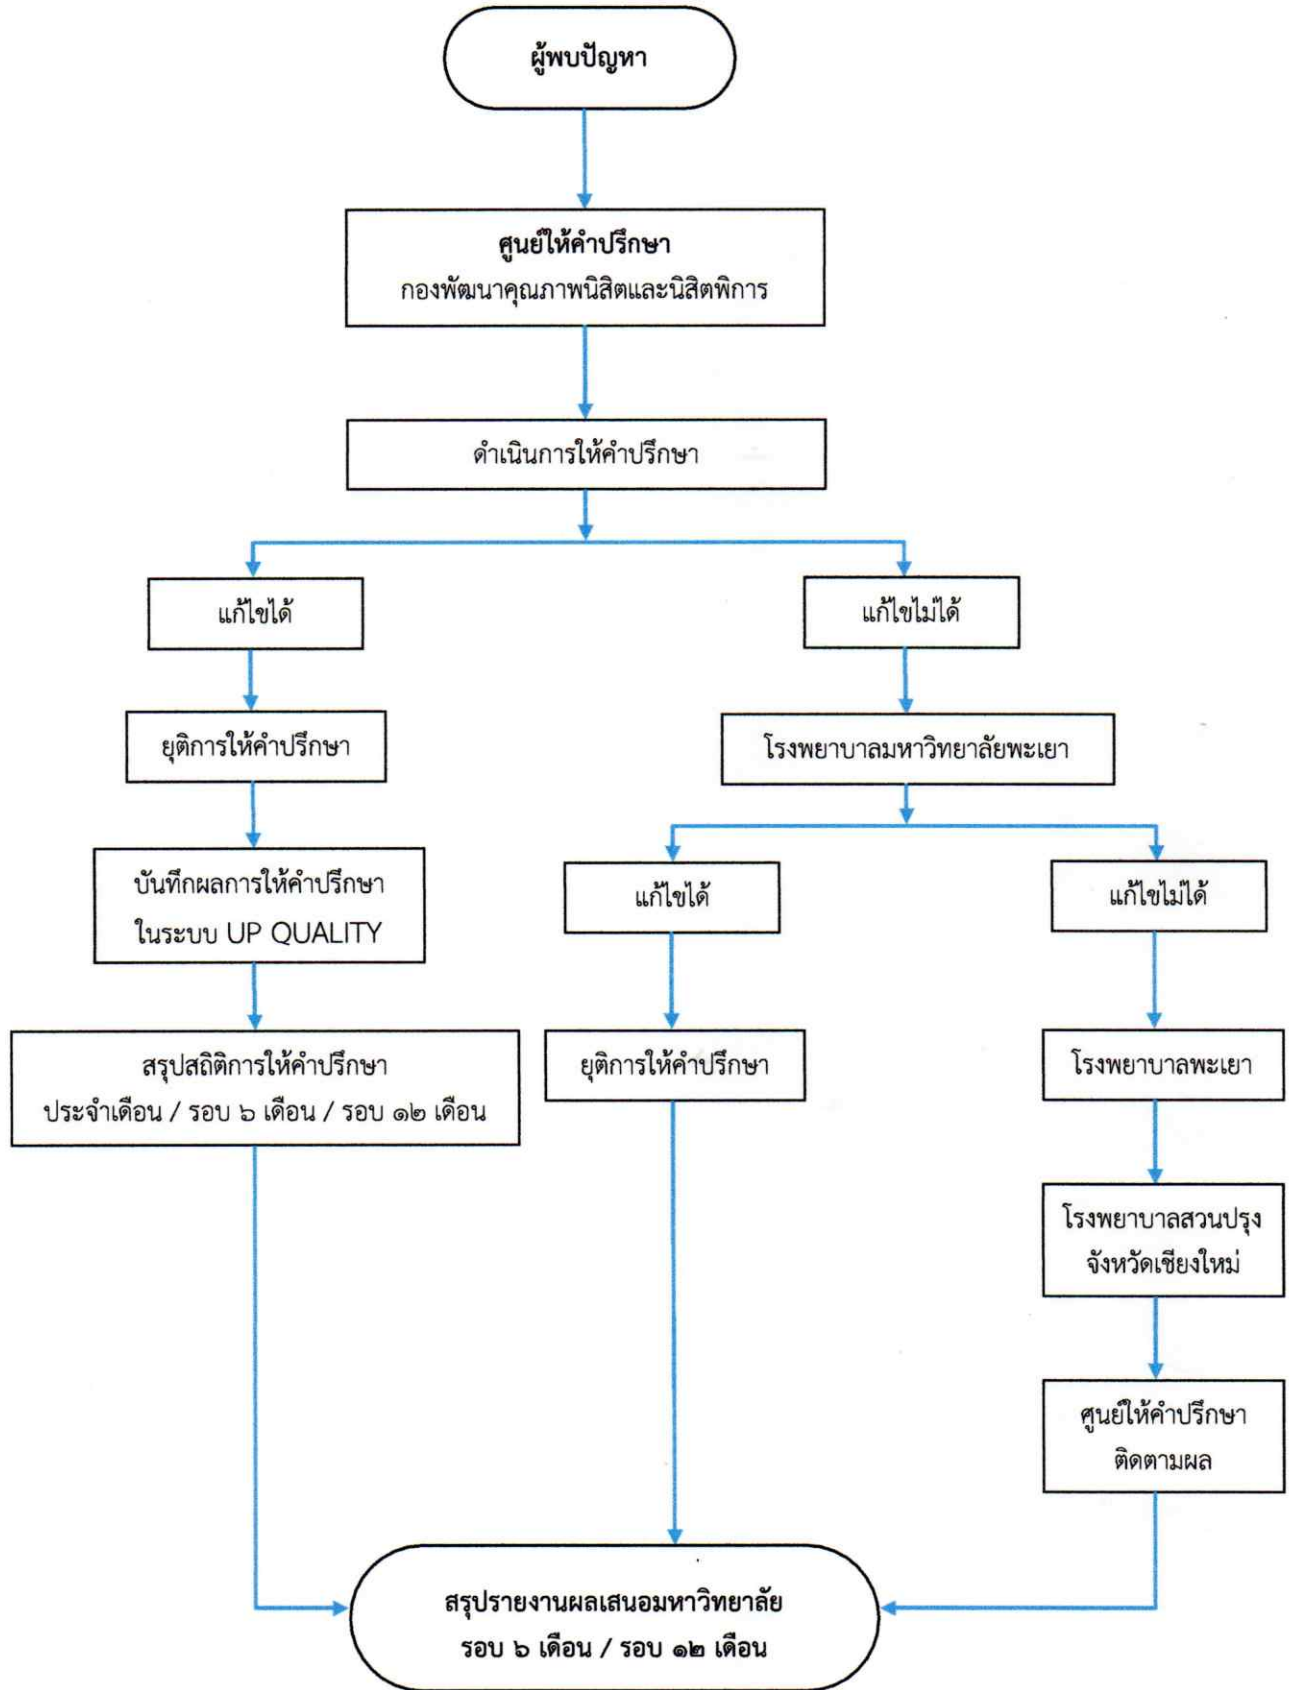 ผู้พบปัญหา
ศูนย์ให้คำปรึกษา
กองพัฒนาคุณภาพนิสิตและนิสิตพิการ
ดำเนินการให้คำปรึกษา
แก้ไขได้
แก้ไขไม่ได้
ยุติการให้คำปรึกษา
โรงพยาบาลมหาวิทยาลัยพะเยา
บันทึกผลการให้คำปรึกษา
ในระบบ UP QUALITY
แก้ไขได้
แก้ไขไม่ได้
สรุปสถิติการให้คำปรึกษา
ประจำเดือน / รอบ ๖ เดือน / รอบ ๑๒ เดือน
ยุติการให้คำปรึกษา
โรงพยาบาลพะเยา
โรงพยาบาลสวนปรุง
จังหวัดเชียงใหม่
ศูนย์ให้คำปรึกษา
ติดตามผล
สรุปรายงานผลเสนอมหาวิทยาลัย
รอบ ๖ เดือน / รอบ ๑๒ เดือน